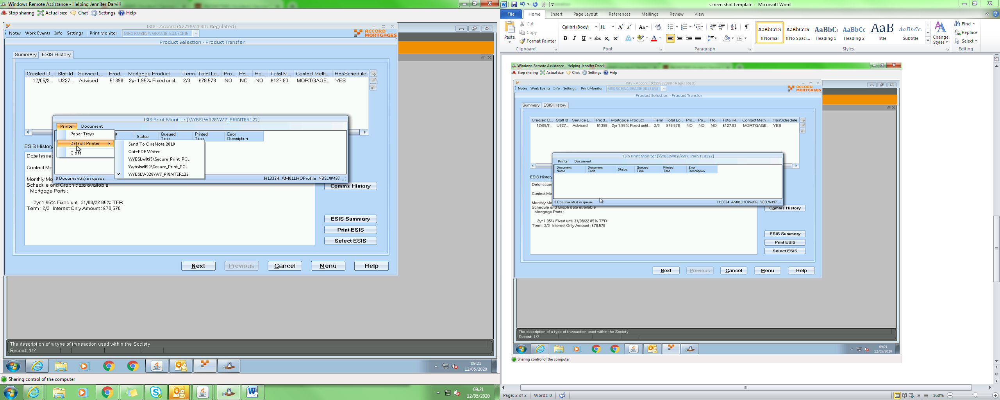 Windows Remote Assistance - Helping Jennifer Darvill
Stop sharing Actual size Chat Settings Help
ISIS - Accord (9229862080 : Regulated)
Notes Work Events Info Settings Print Monitor MRS ROBINA GRACIE GILLESPIE
ACCORD MORTGAGES
Product Selection - Product Transfer
Summary ESIS History
Created D... Staff Id Service L... Prod... Mortgage Product Term Total Lo... Pro... Pa... Ho... Total M... Contact Meth... HasSchedule
12/05/2... U227... Advised 51398 2yr 1.95% Fixed until... 2/3 £78,578 NO NO NO £127.83 MORTGAGE... YES
ISIS Print Monitor [\\YBSLW028\W7_PRINTER122]
Printer Document
Paper Trays
Default Printer
Close
Status Queued Time Printed Time Error Description
Send To OneNote 2010
CutePDF Writer
\\YBSLw095\Secure_Print_PCL
\\ybslw099\Secure_Print_PCL
\\YBSLW028\W7_PRINTER122
0 Document(s) in queue H13324 AM01LHOProfile YBSLW497
ESIS History
Date Issued
Contact Me
Monthly Mo
Schedule and Graph data available
Mortgage Parts :
2yr 1.95% Fixed until 31/08/22 85% TFR
Term : 2/3 Interest Only Amount : £78,578
Comms History
ESIS Summary
Print ESIS
Select ESIS
Next Previous Cancel Menu Help
The description of a type of transaction used within the Society
Record: 1/?
09:21
12/05/2020
Sharing control of the computer
09:21
12/05/2020
screen shot template - Microsoft Word
File Home Insert Page Layout References Mailings Review View
Paste Cut
Copy
Format Painter
Calibri (Body) 11
AaBbCcDc AaBbCcDc AaBbC AaBbCc AaB AaBbCc.
¶ Normal ¶ No Spaci... Heading 1 Heading 2 Title Subtitle
Change Styles
Find
Replace
Select
Clipboard Font Paragraph Styles Editing
Windows Remote Assistance - Helping Jennifer Darvill
Stop sharing Actual size Chat Settings Help
ISIS - Accord (9229862080 : Regulated)
Notes Work Events Info Settings Print Monitor MRS ROBINA GRACIE GILLESPIE
ACCORD MORTGAGES
Product Selection - Product Transfer
Summary ESIS History
Created D... Staff Id Service L... Prod... Mortgage Product Term Total Lo... Pro... Pa... Ho... Total M... Contact Meth... HasSchedule
12/05/2... U227... Advised 51398 2yr 1.95% Fixed until... 2/3 £78,578 NO NO NO £127.83 MORTGAGE... YES
ISIS Print Monitor [\\YBSLW028\W7_PRINTER122]
Printer Document
Document Name Document Code Status Queued Time Printed Time Error Description
0 Document(s) in queue H13324 AM01LHOProfile YBSLW497
ESIS History
Date Issued
Contact Me
Monthly Mo
Schedule and Graph data available
Mortgage Parts :
2yr 1.95% Fixed until 31/08/22 85% TFR
Term : 2/3 Interest Only Amount : £78,578
Comms History
ESIS Summary
Print ESIS
Select ESIS
Next Previous Cancel Menu Help
The description of a type of transaction used within the Society
Record: 1/?
09:21
12/05/2020
Sharing control of the computer
Page: 2 of 2 Words: 0 160%